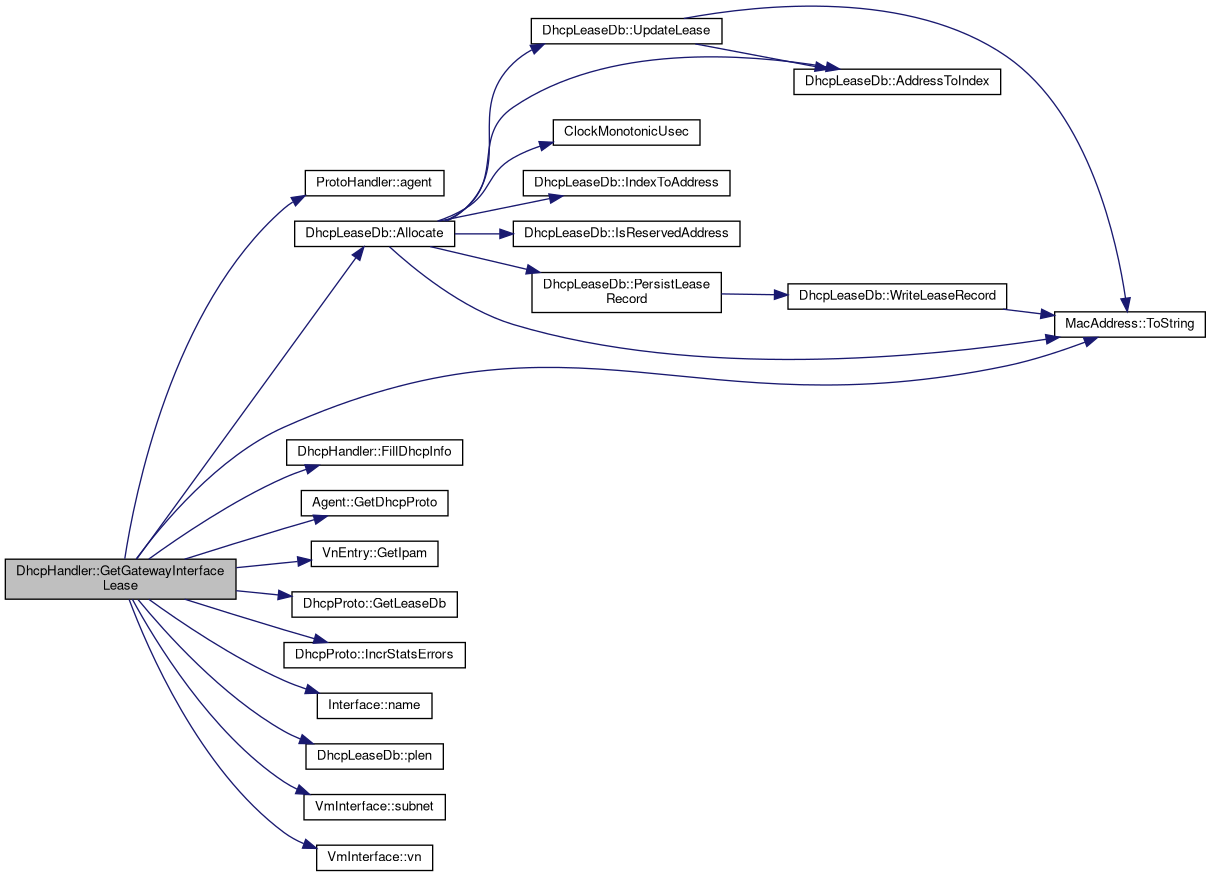 DhcpLeaseDb::UpdateLease
DhcpLeaseDb::AddressToIndex
ClockMonotonicUsec
ProtoHandler::agent
DhcpLeaseDb::IndexToAddress
DhcpLeaseDb::Allocate
DhcpLeaseDb::IsReservedAddress
DhcpLeaseDb::PersistLease
Record
DhcpLeaseDb::WriteLeaseRecord
MacAddress::ToString
DhcpHandler::FillDhcpInfo
Agent::GetDhcpProto
VnEntry::GetIpam
DhcpHandler::GetGatewayInterface
Lease
DhcpProto::GetLeaseDb
DhcpProto::IncrStatsErrors
Interface::name
DhcpLeaseDb::plen
VmInterface::subnet
VmInterface::vn